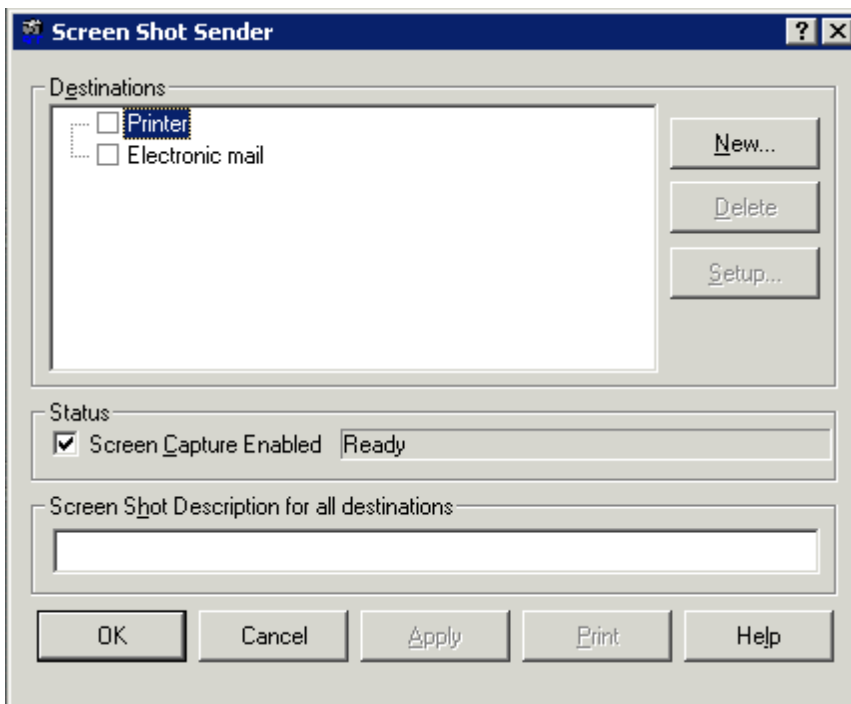 Screen Shot Sender
Destinations
Printer
Electronic mail
New...
Delete
Setup...
Status
Screen Capture Enabled Ready
Screen Shot Description for all destinations
OK Cancel Apply Print Help